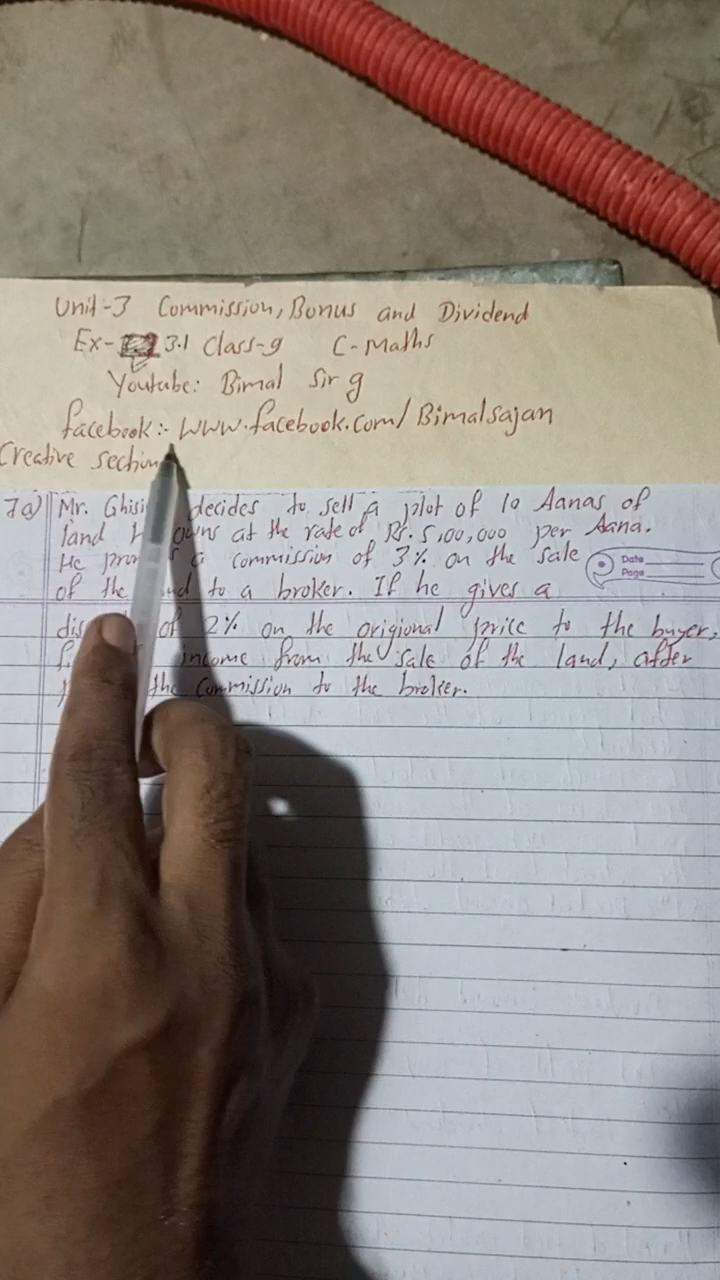 Unit-3 Commission, Bonus and Dividend
Ex- 3.1 Class-9 C-Maths
Youtube: Bimal Sir g
facebook:- www.facebook.com/Bimalsajan
Creative section
7a) Mr. decides to sell a plot of 10 Aanas of
land owns at the rate of Rs. 5,00,000 per Aana.
He a commission of 3% on the sale
Date
Page
of the to a broker. If he gives a
of 2% on the origional price to the buyer,
income from the sale of the land, after
the commission to the broker.